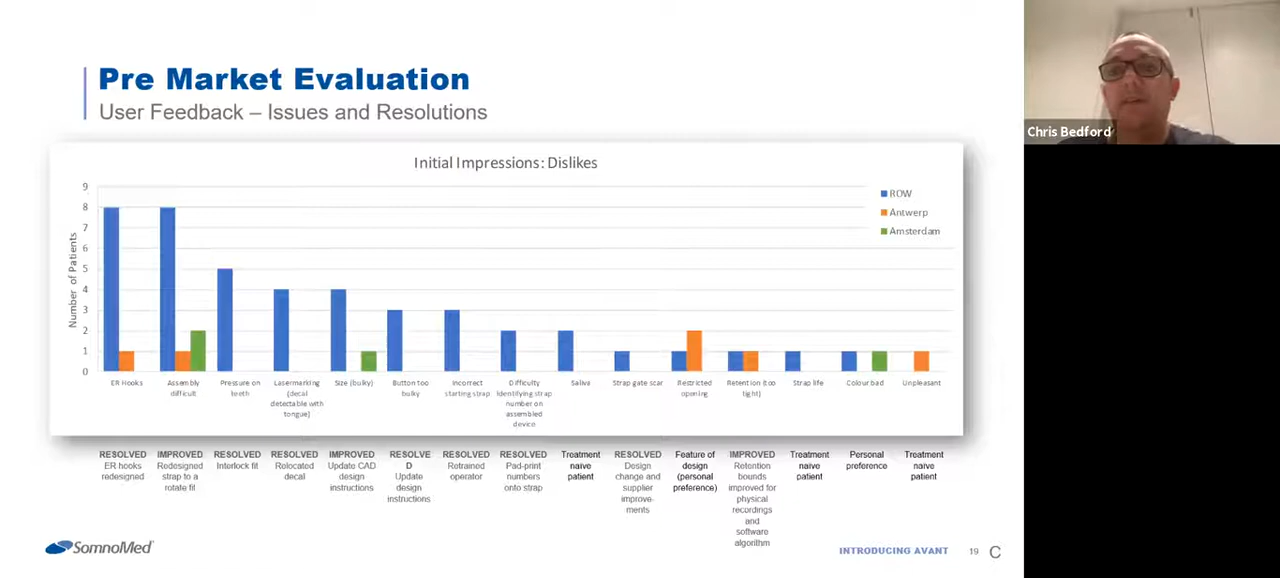 Pre Market Evaluation
User Feedback – Issues and Resolutions
Initial Impressions: Dislikes
Number of Patients
9
8
7
6
5
4
3
2
1
0
ROW
Antwerp
Amsterdam
ER Hooks
Assembly
difficult
Pressure on
teeth
Lasermarking
(decal
detectable with
tongue)
Size (bulky)
Button too
bulky
Incorrect
starting strap
Difficulty
identifying strap
number on
assembled
device
Saliva
Strap gate scar
Restricted
opening
Retention (too
tight)
Strap life
Colour bad
Unpleasant
RESOLVED
ER hooks
redesigned
IMPROVED
Redesigned
strap to a
rotate fit
RESOLVED
Interlock fit
RESOLVED
Relocated
decal
IMPROVED
Update CAD
design
instructions
RESOLVE
D
Update
design
instructions
RESOLVED
Retrained
operator
RESOLVED
Pad-print
numbers
onto strap
Treatment
naive
patient
RESOLVED
Design
change and
supplier
improve-
ments
Feature of
design
(personal
preference)
IMPROVED
Retention
bounds
improved for
physical
recordings
and
software
algorithm
Treatment
naive
patient
Personal
preference
Treatment
naive
patient
SomnoMed
INTRODUCING AVANT
19
C
Chris Bedford